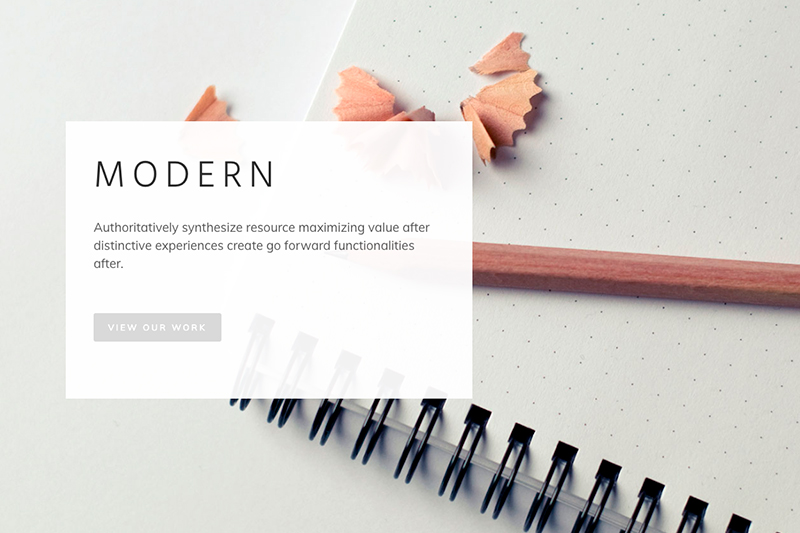 MODERN
Authoritatively synthesize resource maximizing value after
distinctive experiences create go forward functionalities
after.
VIEW OUR WORK